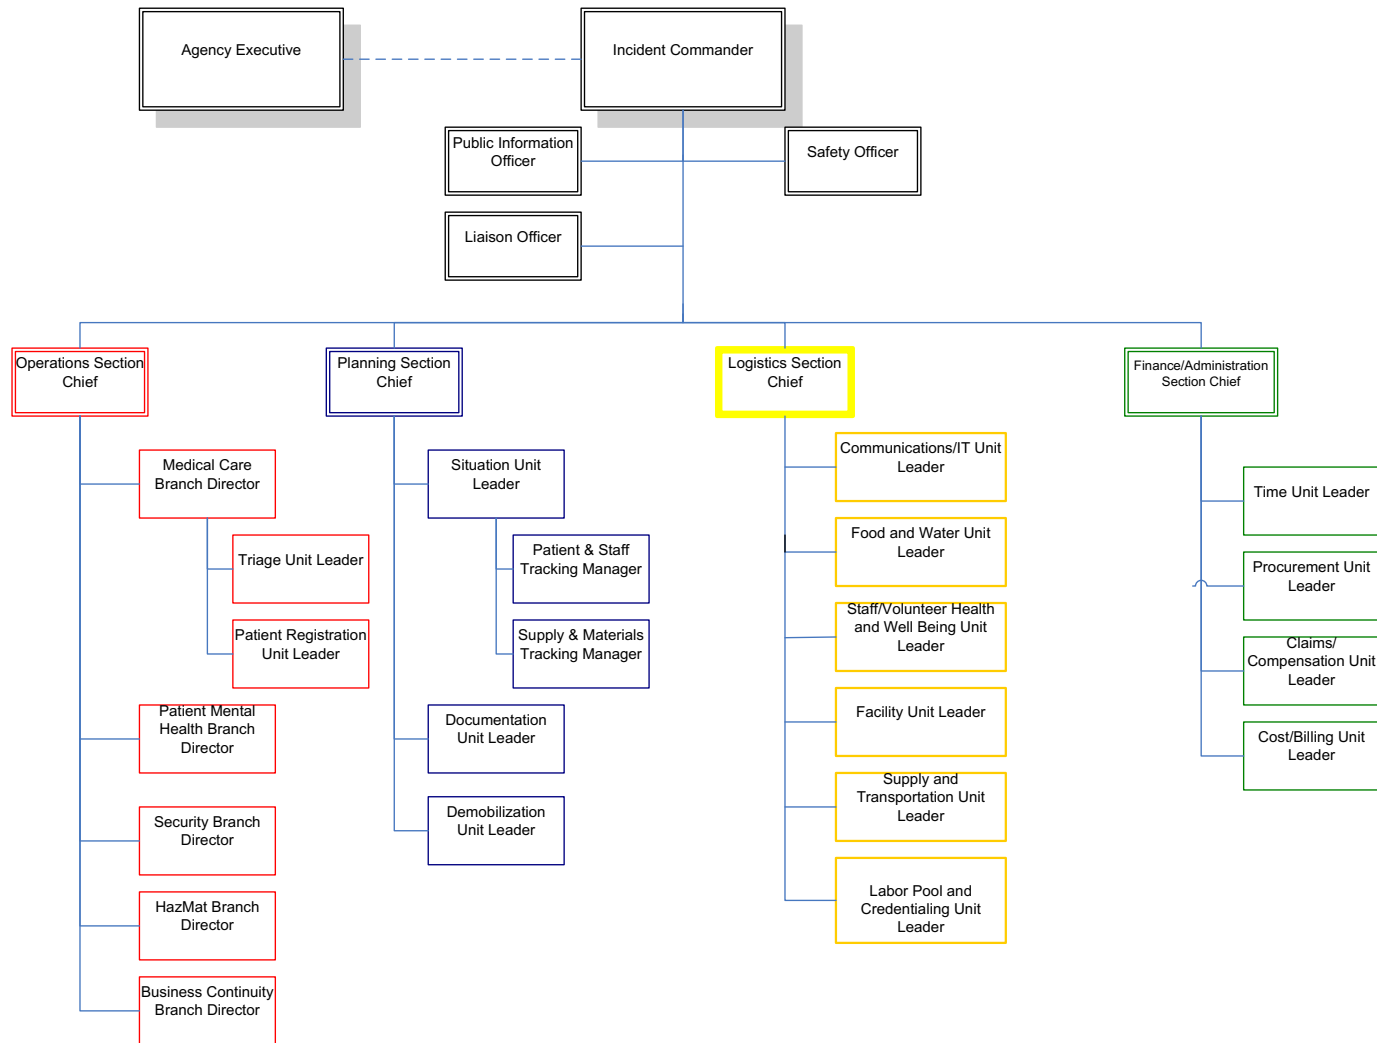 Agency Executive
Incident Commander
Public Information
Officer
Safety Officer
Liaison Officer
Operations Section
Chief
Planning Section
Chief
Logistics Section
Chief
Finance/Administration
Section Chief
Medical Care
Branch Director
Triage Unit Leader
Patient Registration
Unit Leader
Patient Mental
Health Branch
Director
Security Branch
Director
HazMat Branch
Director
Business Continuity
Branch Director
Situation Unit
Leader
Patient & Staff
Tracking Manager
Supply & Materials
Tracking Manager
Documentation
Unit Leader
Demobilization
Unit Leader
Communications/IT Unit
Leader
Food and Water Unit
Leader
Staff/Volunteer Health
and Well Being Unit
Leader
Facility Unit Leader
Supply and
Transportation Unit
Leader
Labor Pool and
Credentialing Unit
Leader
Time Unit Leader
Procurement Unit
Leader
Claims/
Compensation Unit
Leader
Cost/Billing Unit
Leader